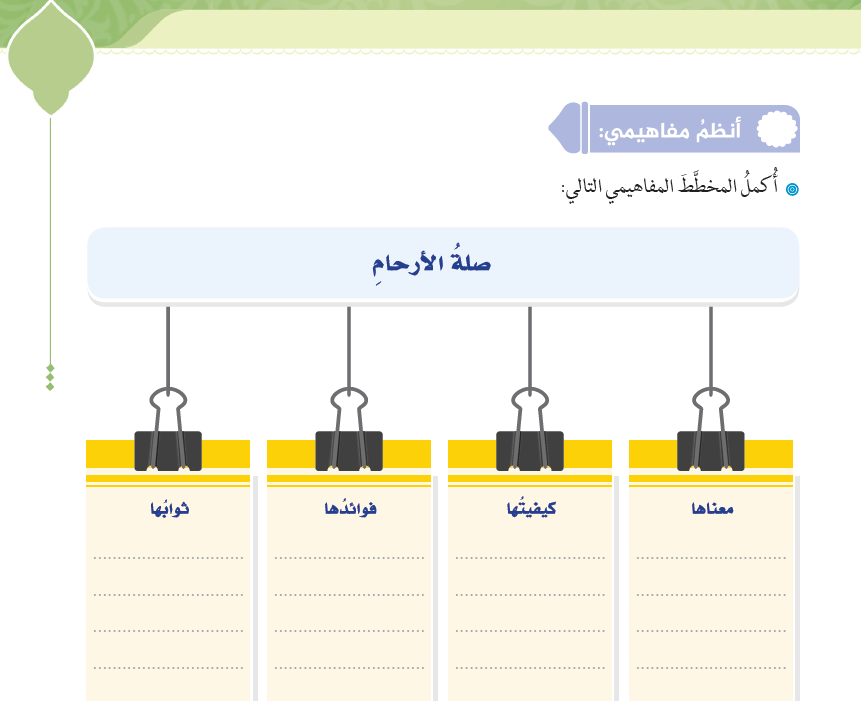 أنظمُ مفاهيمي:
أُكملُ المخطَّطَ المفاهيمي التالي:
صلةُ الأرحامِ
معناها
كيفيتُها
فوائدُها
ثوابُها